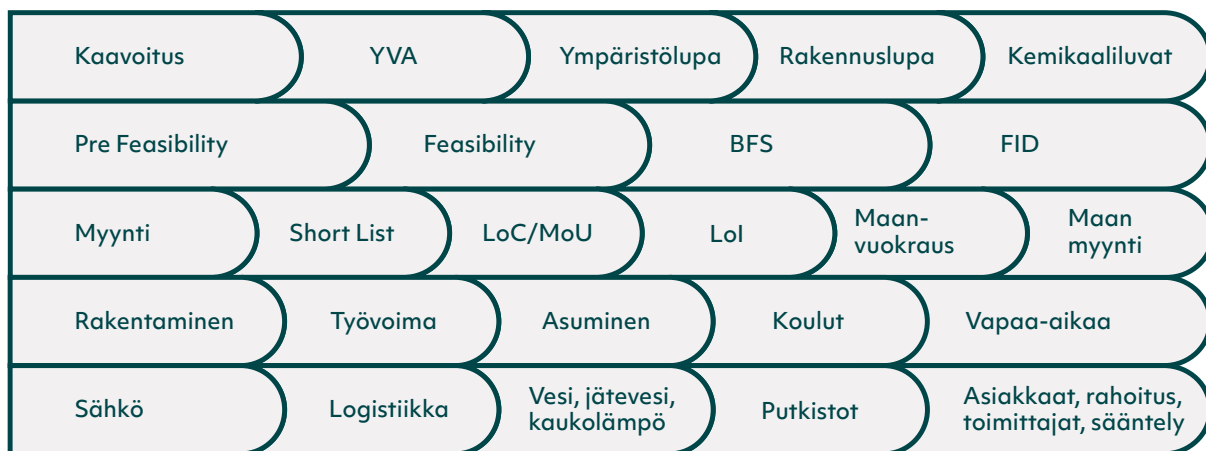 Kaavoitus YVA Ympäristölupa Rakennuslupa Kemikaaliluvat
Pre Feasibility Feasibility BFS FID
Myynti Short List LoC/MoU LoI Maan-
vuokraus Maan
myynti
Rakentaminen Työvoima Asuminen Koulut Vapaa-aikaa
Sähkö Logistiikka Vesi, jätevesi,
kaukolämpö Putkistot Asiakkaat, rahoitus,
toimittajat, sääntely